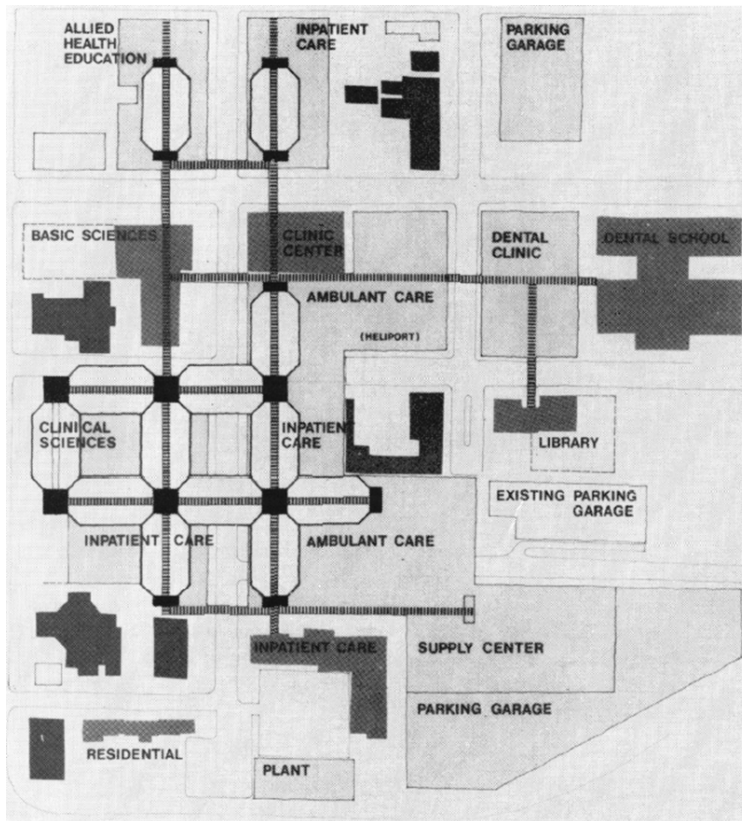 ALLIED
HEALTH
EDUCATION
INPATIENT
CARE
PARKING
GARAGE
BASIC SCIENCES
CLINIC
CENTER
DENTAL
CLINIC
DENTAL SCHOOL
AMBULANT CARE
(HELIPORT)
CLINICAL
SCIENCES
INPATIENT
CARE
LIBRARY
EXISTING PARKING
GARAGE
INPATIENT CARE
AMBULANT CARE
INPATIENT CARE
SUPPLY CENTER
PARKING GARAGE
RESIDENTIAL
PLANT